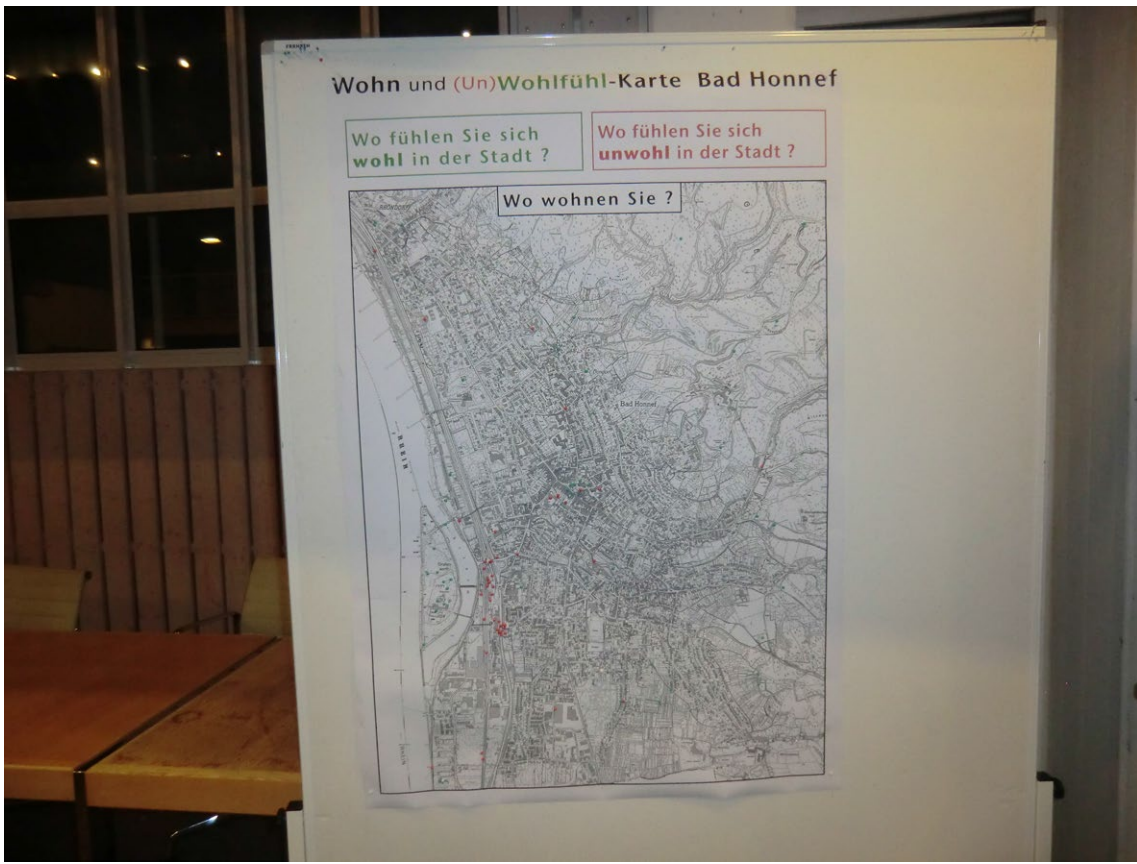 Wohn und (Un)Wohlfühl-Karte Bad Honnef
Wo fühlen Sie sich
wohl in der Stadt ?
Wo fühlen Sie sich
unwohl in der Stadt ?
Wo wohnen Sie ?
Bad Honnef
RHEIN